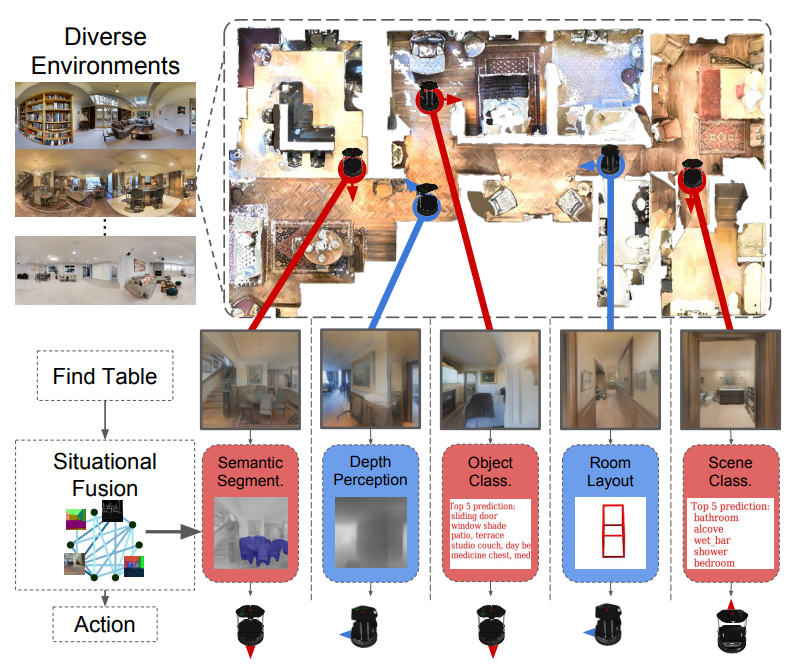 Diverse
Environments
Find Table
Situational
Fusion
Action
Semantic
Segment.
Depth
Perception
Object
Class.
Top 5 prediction:
sliding door
window shade
patio, terrace
studio couch, day be
medicine chest, med
Room
Layout
Scene
Class.
Top 5 prediction:
bathroom
alcove
wet_bar
shower
bedroom